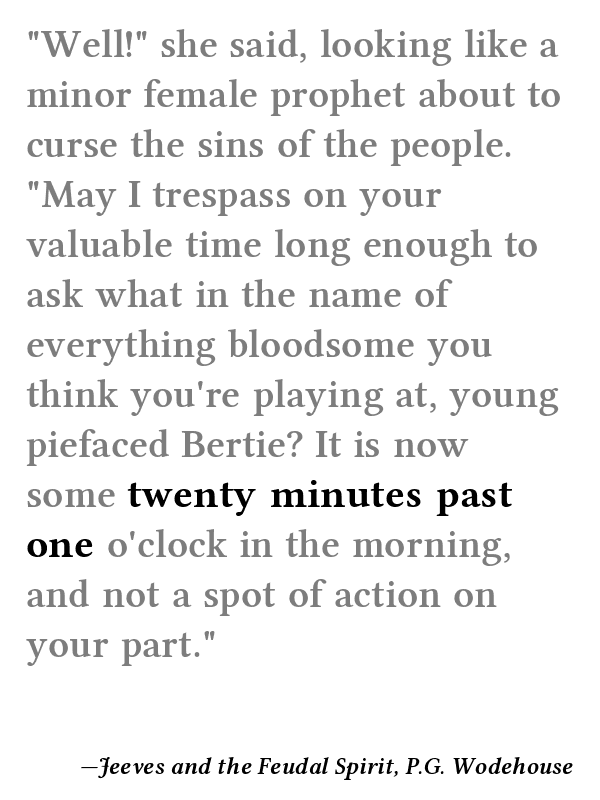 "Well!" she said, looking like a
minor female prophet about to
curse the sins of the people.
"May I trespass on your
valuable time long enough to
ask what in the name of
everything bloodsome you
think you're playing at, young
piefaced Bertie? It is now
some twenty minutes past
one o'clock in the morning,
and not a spot of action on
your part."
—Jeeves and the Feudal Spirit, P.G. Wodehouse